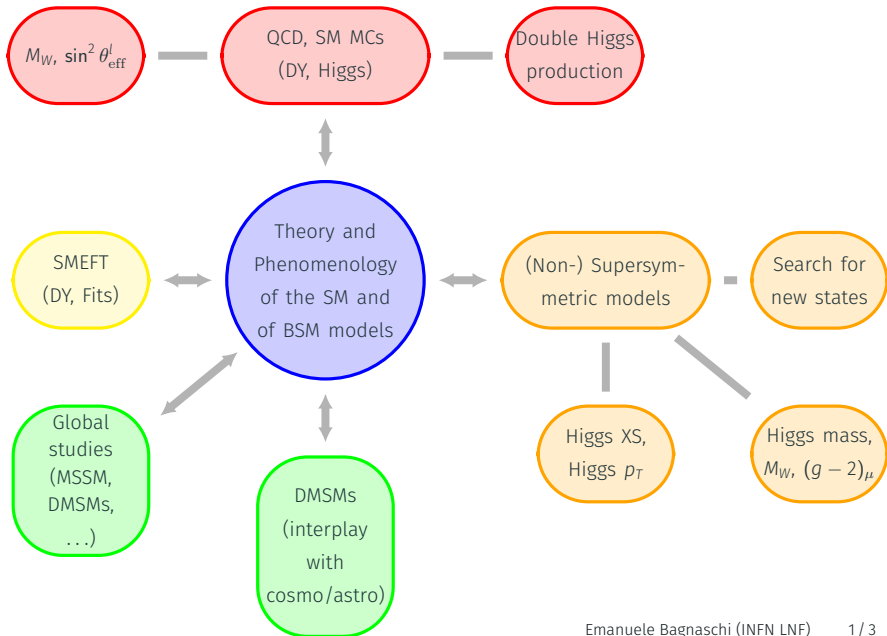 M_W, sin² θ^l_eff
QCD, SM MCs
(DY, Higgs)
Double Higgs
production
Theory and
Phenomenology
of the SM and
of BSM models
SMEFT
(DY, Fits)
(Non-) Supersym-
metric models
Search for
new states
Global
studies
(MSSM,
DMSMs,
...)
DMSMs
(interplay
with
cosmo/astro)
Higgs XS,
Higgs p_T
Higgs mass,
M_W, (g − 2)_μ
Emanuele Bagnaschi (INFN LNF) 1 / 3